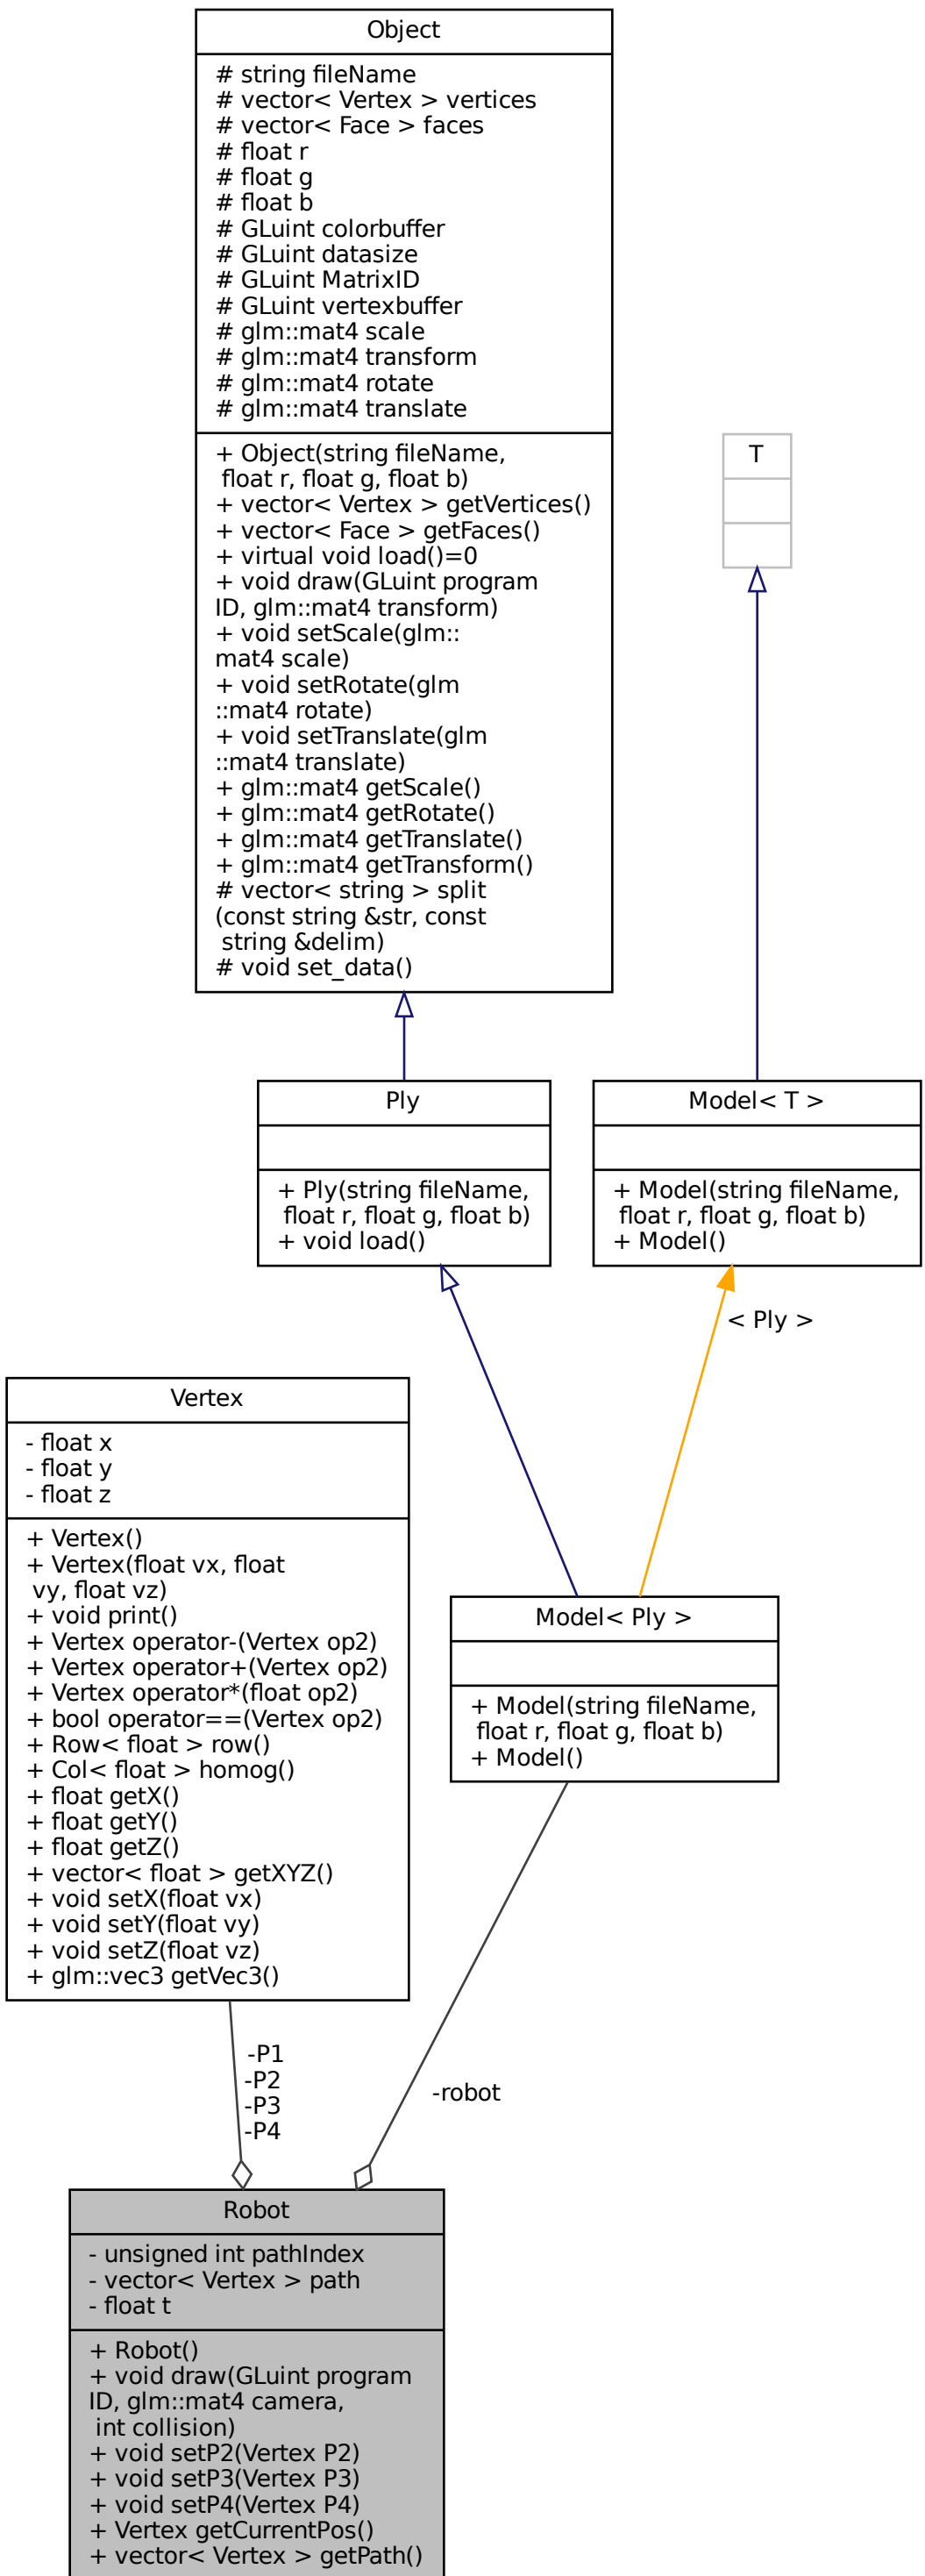 Object
# string fileName
# vector< Vertex > vertices
# vector< Face > faces
# float r
# float g
# float b
# GLuint colorbuffer
# GLuint datasize
# GLuint MatrixID
# GLuint vertexbuffer
# glm::mat4 scale
# glm::mat4 transform
# glm::mat4 rotate
# glm::mat4 translate
+ Object(string fileName,
float r, float g, float b)
+ vector< Vertex > getVertices()
+ vector< Face > getFaces()
+ virtual void load()=0
+ void draw(GLuint program
ID, glm::mat4 transform)
+ void setScale(glm::
mat4 scale)
+ void setRotate(glm
::mat4 rotate)
+ void setTranslate(glm
::mat4 translate)
+ glm::mat4 getScale()
+ glm::mat4 getRotate()
+ glm::mat4 getTranslate()
+ glm::mat4 getTransform()
# vector< string > split
(const string &str, const
string &delim)
# void set_data()
T
Ply
+ Ply(string fileName,
float r, float g, float b)
+ void load()
Model< T >
+ Model(string fileName,
float r, float g, float b)
+ Model()
< Ply >
Vertex
- float x
- float y
- float z
+ Vertex()
+ Vertex(float vx, float
vy, float vz)
+ void print()
+ Vertex operator-(Vertex op2)
+ Vertex operator+(Vertex op2)
+ Vertex operator*(float op2)
+ bool operator==(Vertex op2)
+ Row< float > row()
+ Col< float > homog()
+ float getX()
+ float getY()
+ float getZ()
+ vector< float > getXYZ()
+ void setX(float vx)
+ void setY(float vy)
+ void setZ(float vz)
+ glm::vec3 getVec3()
Model< Ply >
+ Model(string fileName,
float r, float g, float b)
+ Model()
-P1
-P2
-P3
-P4
-robot
Robot
- unsigned int pathIndex
- vector< Vertex > path
- float t
+ Robot()
+ void draw(GLuint program
ID, glm::mat4 camera,
int collision)
+ void setP2(Vertex P2)
+ void setP3(Vertex P3)
+ void setP4(Vertex P4)
+ Vertex getCurrentPos()
+ vector< Vertex > getPath()